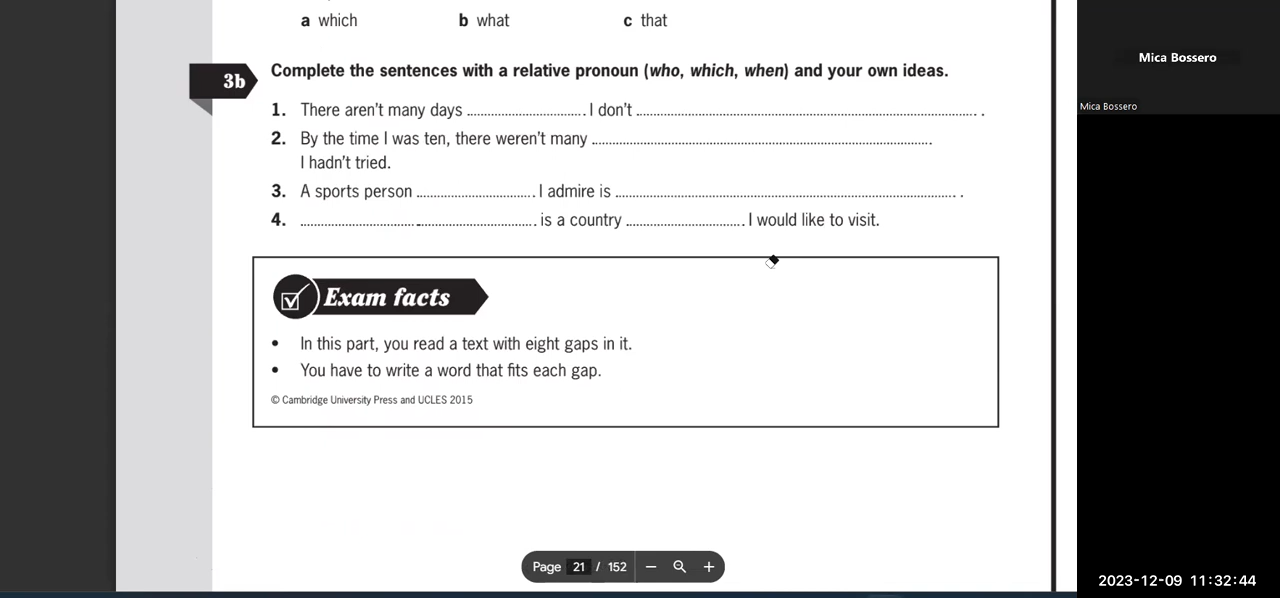 a which b what c that
3b Complete the sentences with a relative pronoun (who, which, when) and your own ideas.
1. There aren't many days .............................. I don't ........................................................................................ .
2. By the time I was ten, there weren't many ........................................................................................
I hadn't tried.
3. A sports person .............................. I admire is ........................................................................................ .
4. ............................................................ is a country .............................. I would like to visit.
Exam facts
• In this part, you read a text with eight gaps in it.
• You have to write a word that fits each gap.
© Cambridge University Press and UCLES 2015
Page 21 / 152
Mica Bossero
Mica Bossero
2023-12-09 11:32:44